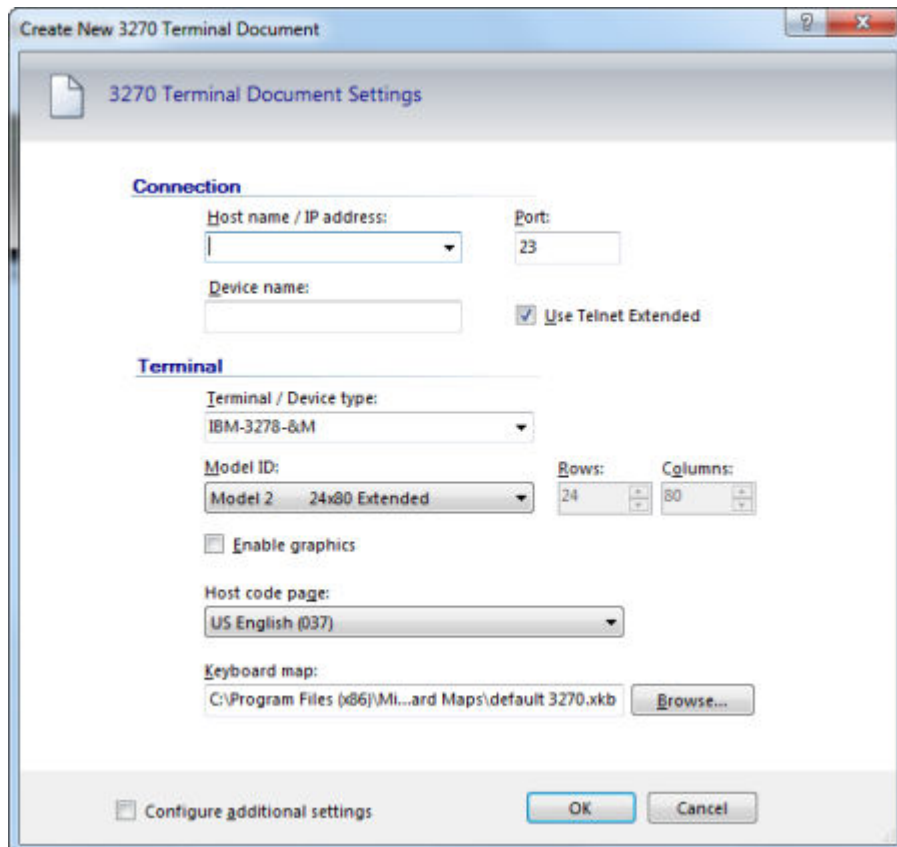 Create New 3270 Terminal Document
3270 Terminal Document Settings
Connection
Host name / IP address: Port:
23
Device name:
Use Telnet Extended
Terminal
Terminal / Device type:
IBM-3278-&M
Model ID: Rows: Columns:
Model 2 24x80 Extended 24 80
Enable graphics
Host code page:
US English (037)
Keyboard map:
C:\Program Files (x86)\Mi...ard Maps\default 3270.xkb Browse...
Configure additional settings OK Cancel